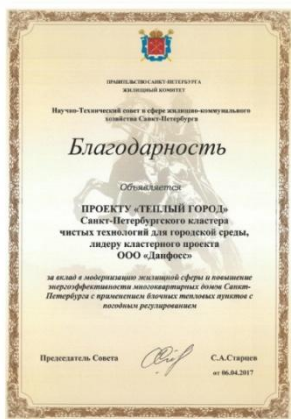 ПРАВИТЕЛЬСТВО САНКТ-ПЕТЕРБУРГА
ЖИЛИЩНЫЙ КОМИТЕТ
Научно-Технический совет в сфере жилищно-коммунального
хозяйства Санкт-Петербурга
Благодарность
Объявляется
ПРОЕКТУ «ТЕПЛЫЙ ГОРОД»
Санкт-Петербургского кластера
чистых технологий для городской среды,
лидеру кластерного проекта
ООО «Данфосс»
за вклад в модернизацию жилищной сферы и повышение
энергоэффективности многоквартирных домов Санкт-
Петербурга с применением блочных тепловых пунктов с
погодным регулированием
Председатель Совета С.А.Старцев
от 06.04.2017